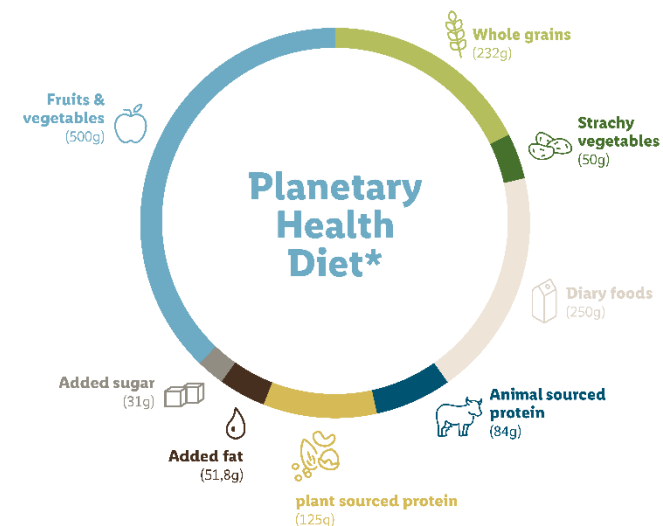 Planetary
Health
Diet*
Whole grains
(232g)
Strachy
vegetables
(50g)
Diary foods
(250g)
Animal sourced
protein
(84g)
plant sourced protein
(125g)
Added fat
(51,8g)
Added sugar
(31g)
Fruits &
vegetables
(500g)